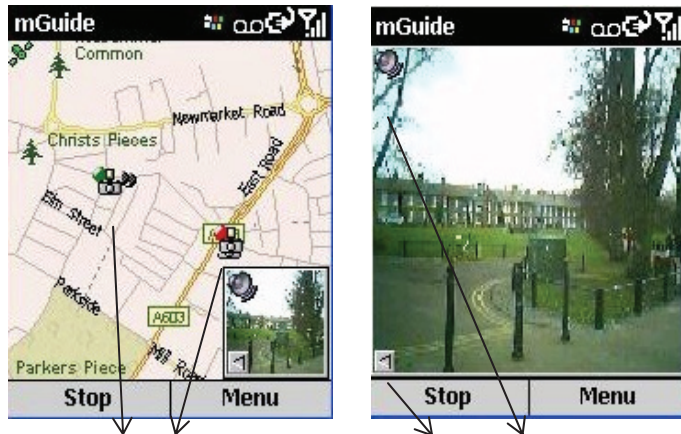 mGuide
Common
Newmarket Road
Christs Pieces
East Road
Elm Street
Parkside
A603
Mill
Parkers Piece
Stop Menu
mGuide
Stop Menu